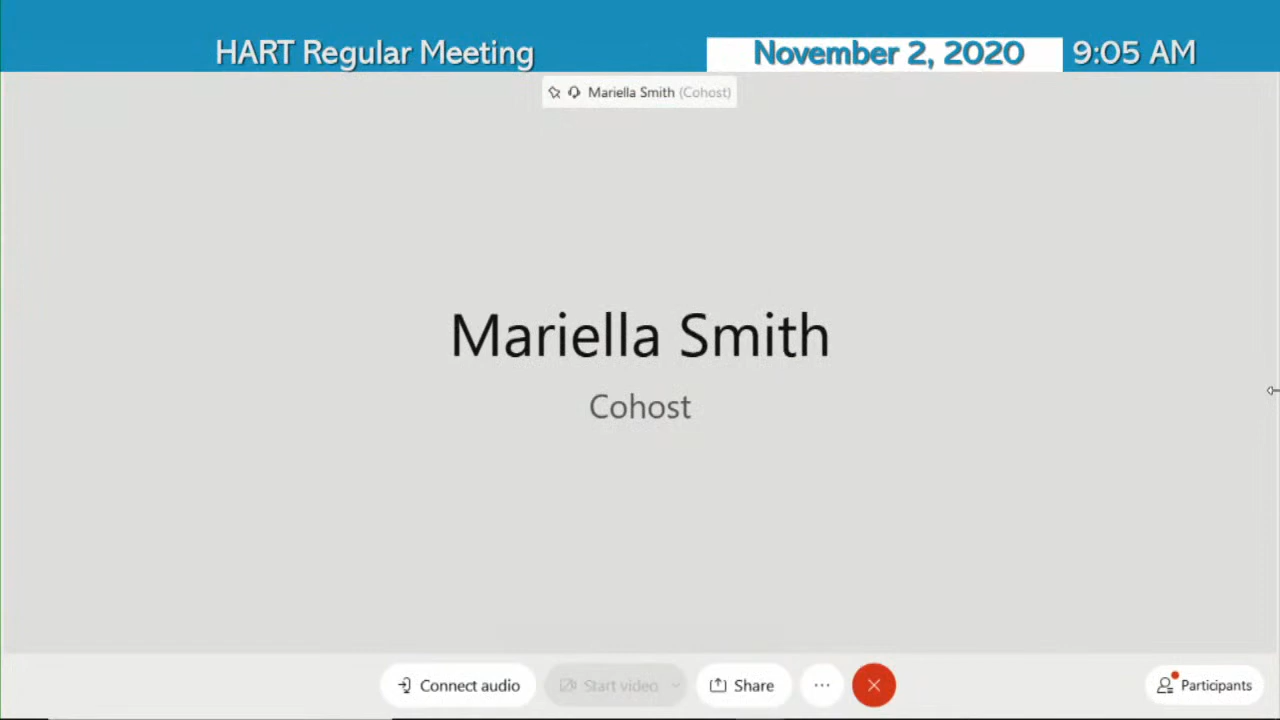 HART Regular Meeting November 2, 2020 9:05 AM
Mariella Smith (Cohost)
Mariella Smith
Cohost
Connect audio Start video Share Participants